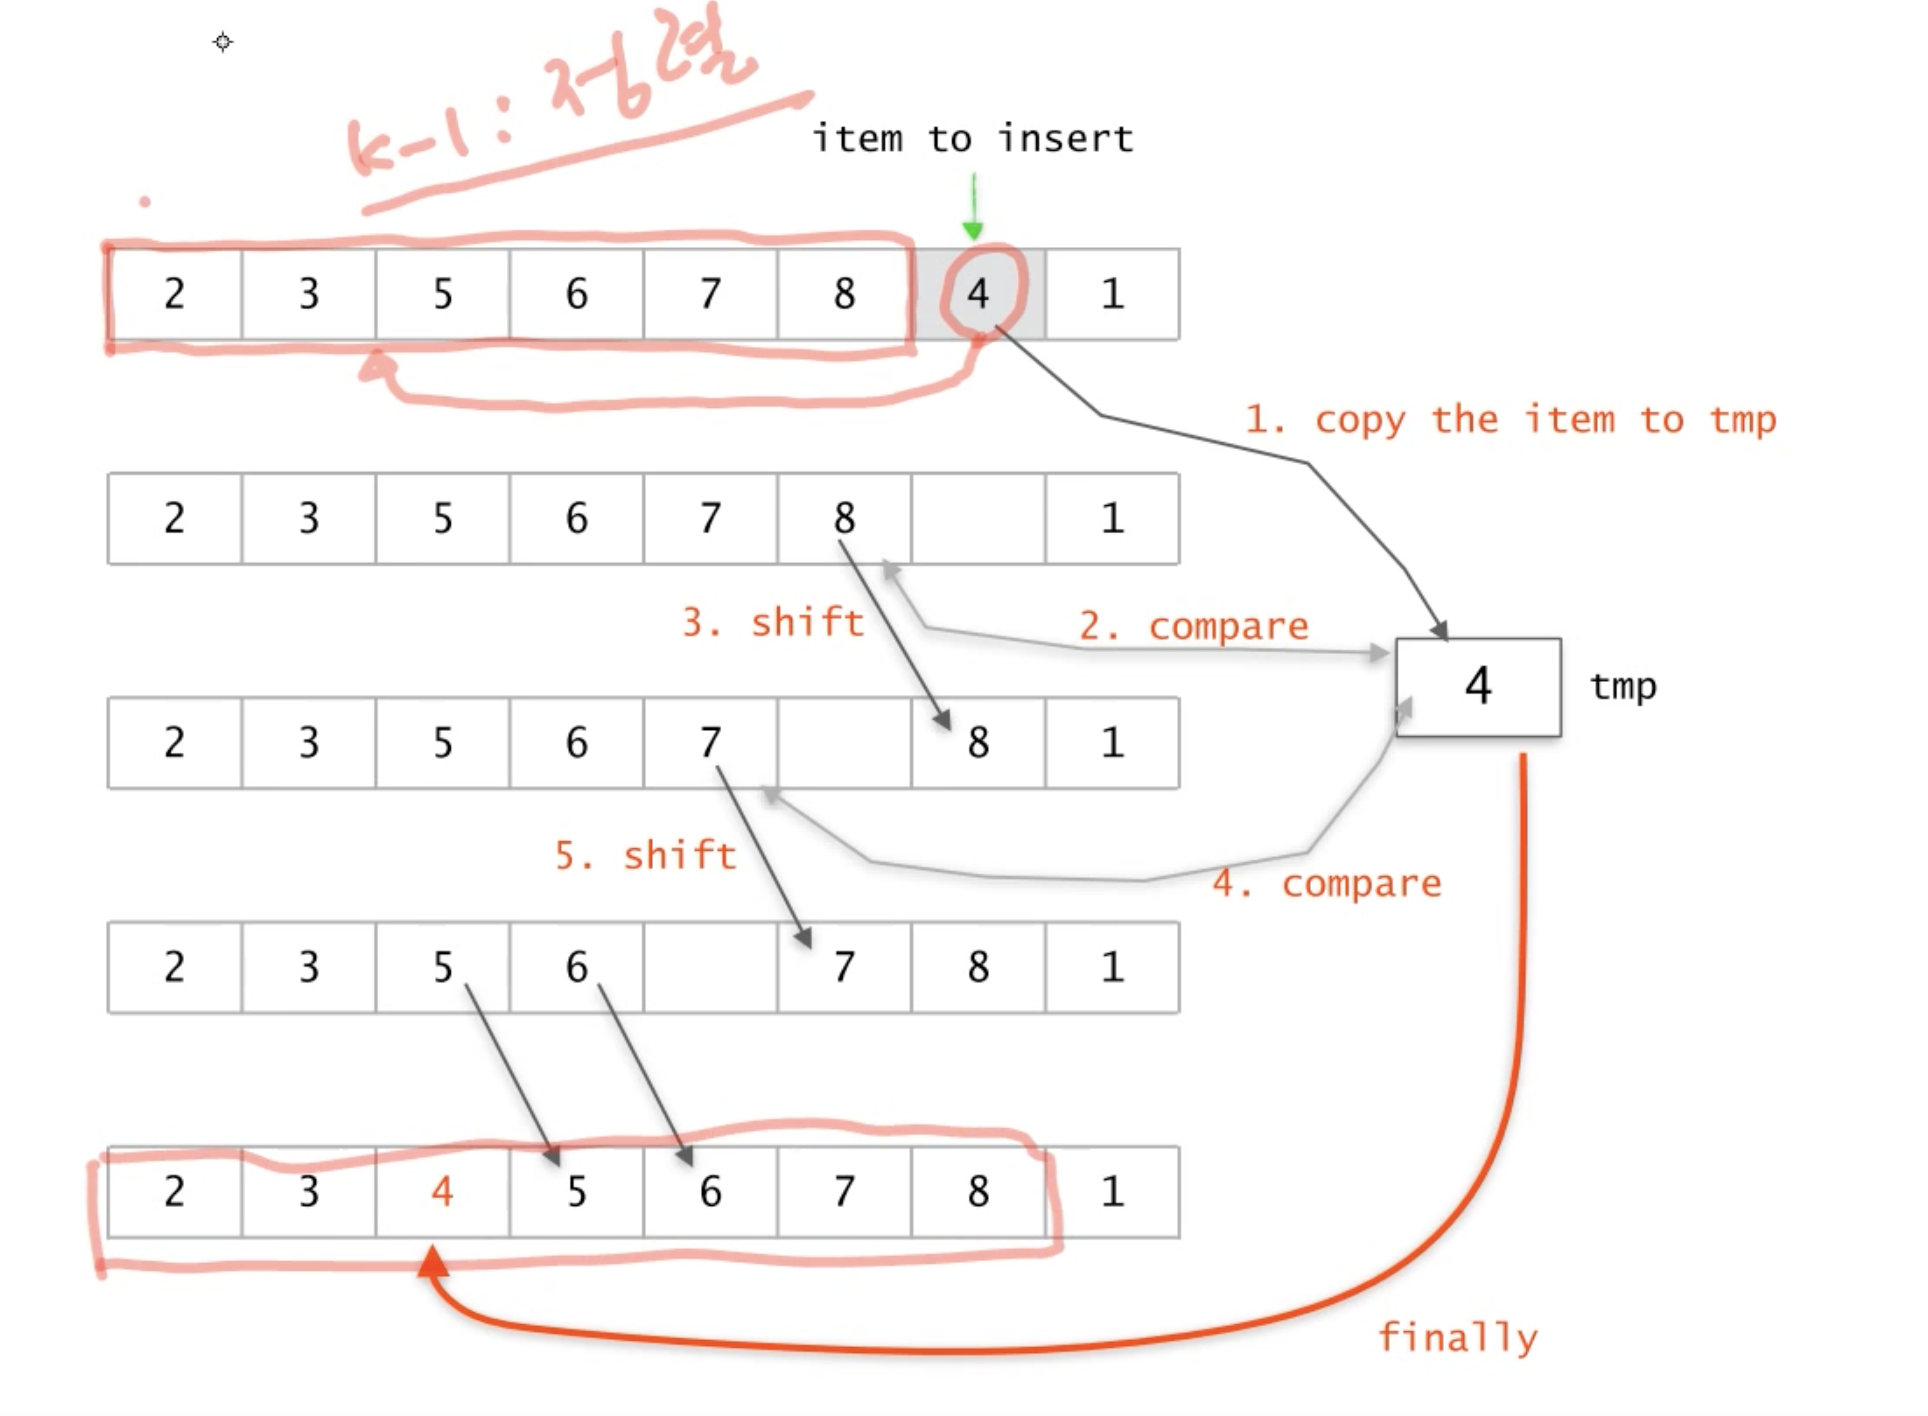 k-1 : 정렬
item to insert
2 3 5 6 7 8 4 1
1. copy the item to tmp
2 3 5 6 7 8 1
3. shift
2. compare
4 tmp
2 3 5 6 7 8 1
5. shift
4. compare
2 3 5 6 7 8 1
2 3 4 5 6 7 8 1
finally